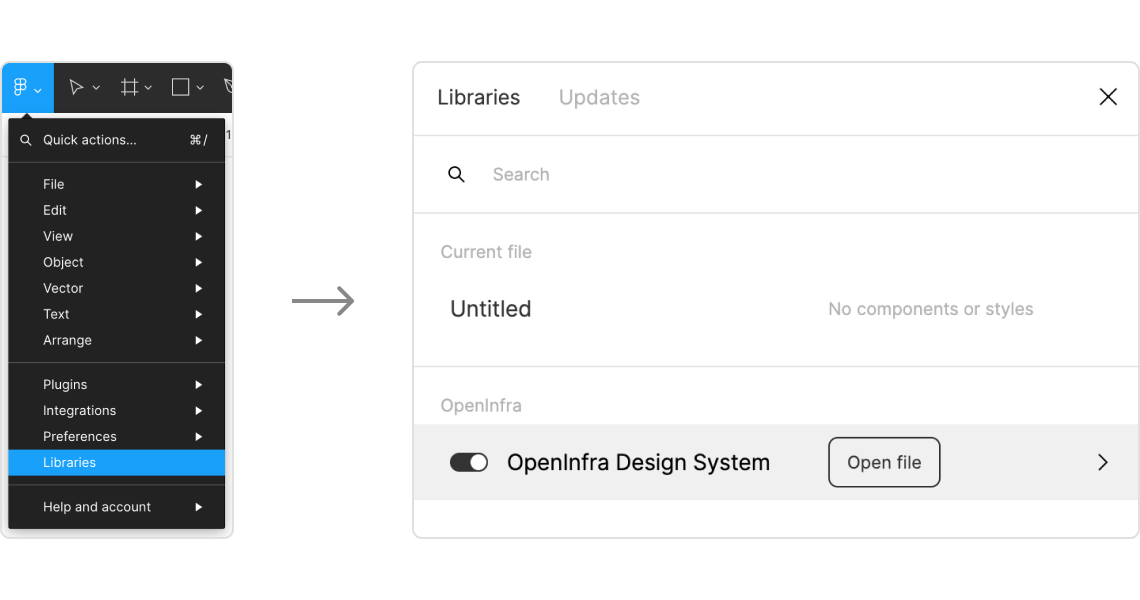 Quick actions... ⌘/
1
File
Edit
View
Object
Vector
Text
Arrange
Plugins
Integrations
Preferences
Libraries
Help and account
Libraries Updates
Search
Current file
Untitled No components or styles
OpenInfra
OpenInfra Design System Open file